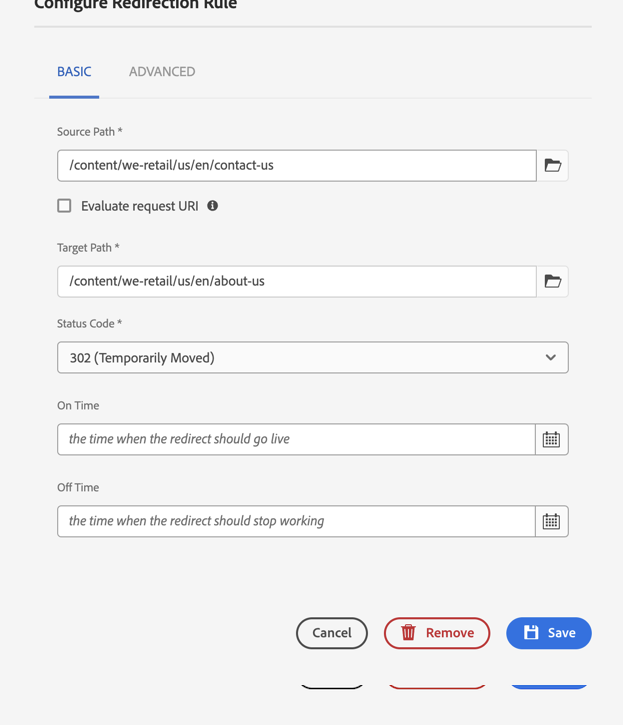 Configure Redirection Rule
BASIC ADVANCED
Source Path *
/content/we-retail/us/en/contact-us
Evaluate request URI
Target Path *
/content/we-retail/us/en/about-us
Status Code *
302 (Temporarily Moved)
On Time
the time when the redirect should go live
Off Time
the time when the redirect should stop working
Cancel Remove Save